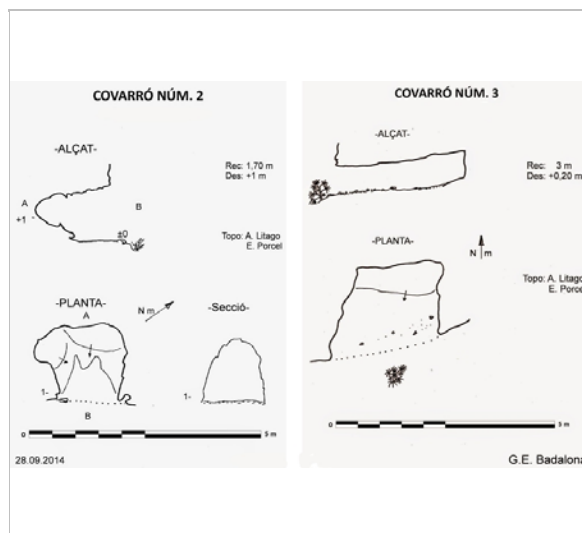 COVARRÓ NÚM. 2
-ALÇAT-
Rec: 1,70 m
Des: +1 m
A
+1 -
B
±0
Topo: A. Litago
E. Porcel
-PLANTA-
A
N m
-Secció-
1-
B
1-
0
5 m
28.09.2014
COVARRÓ NÚM. 3
-ALÇAT-
Rec: 3 m
Des: +0,20 m
-PLANTA-
N m
Topo: A. Litago
E. Porcel
0
5 m
G.E. Badalona